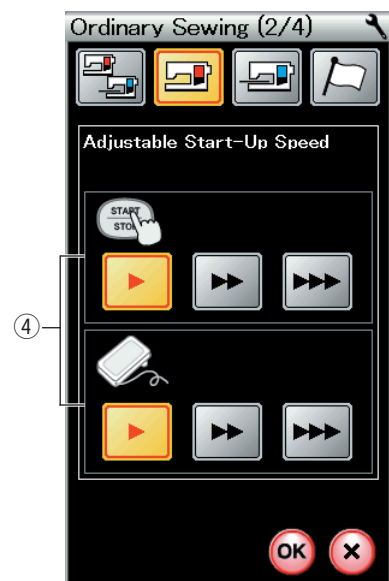 Ordinary Sewing (2/4)
Adjustable Start-Up Speed
START
STOP
④
OK